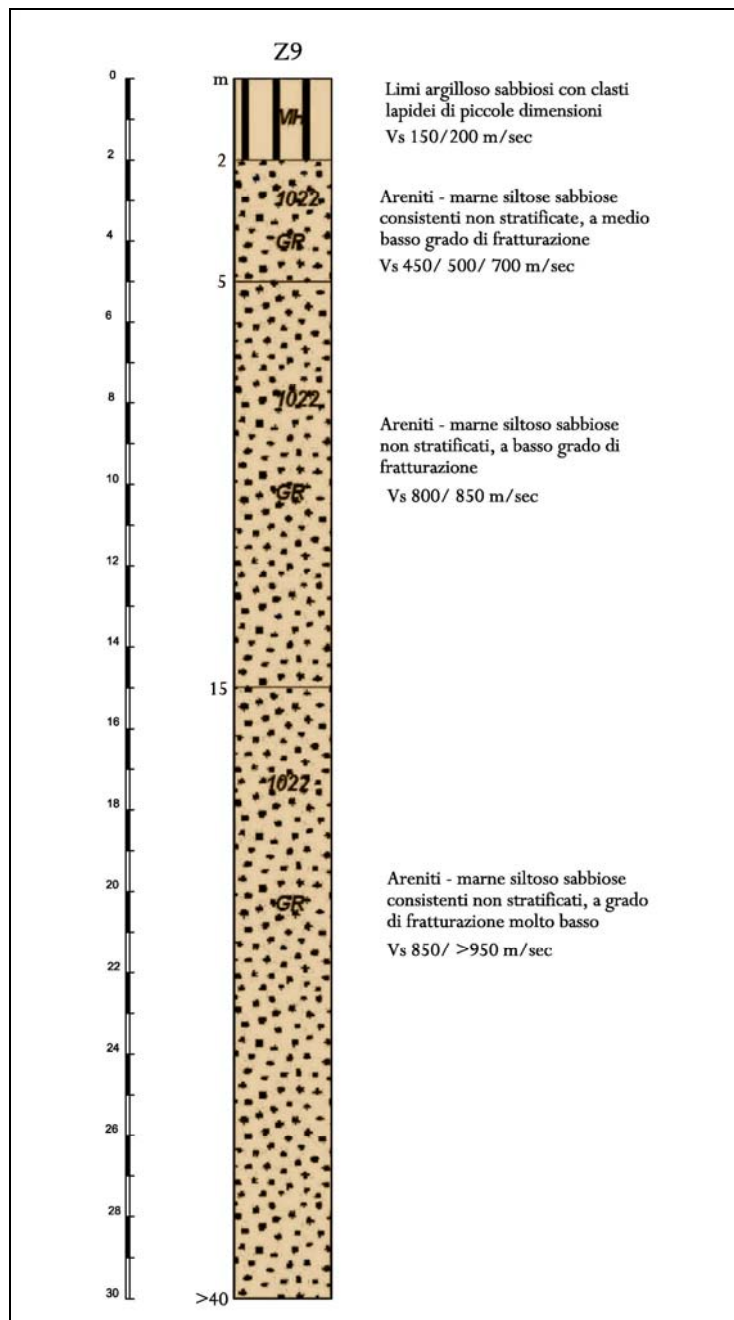 Z9
0
m
Limi argilloso sabbiosi con clasti
lapidei di piccole dimensioni
Vs 150/200 m/sec
MH
2
2
Areniti - marne siltose sabbiose
consistenti non stratificate, a medio
basso grado di fratturazione
Vs 450/ 500/ 700 m/sec
1022
4
GR
5
6
8
1022
Areniti - marne siltoso sabbiose
non stratificati, a basso grado di
fratturazione
Vs 800/ 850 m/sec
10
GR
12
14
15
16
1022
18
20
GR
Areniti - marne siltoso sabbiose
consistenti non stratificati, a grado
di fratturazione molto basso
Vs 850/ >950 m/sec
22
24
26
28
30
>40